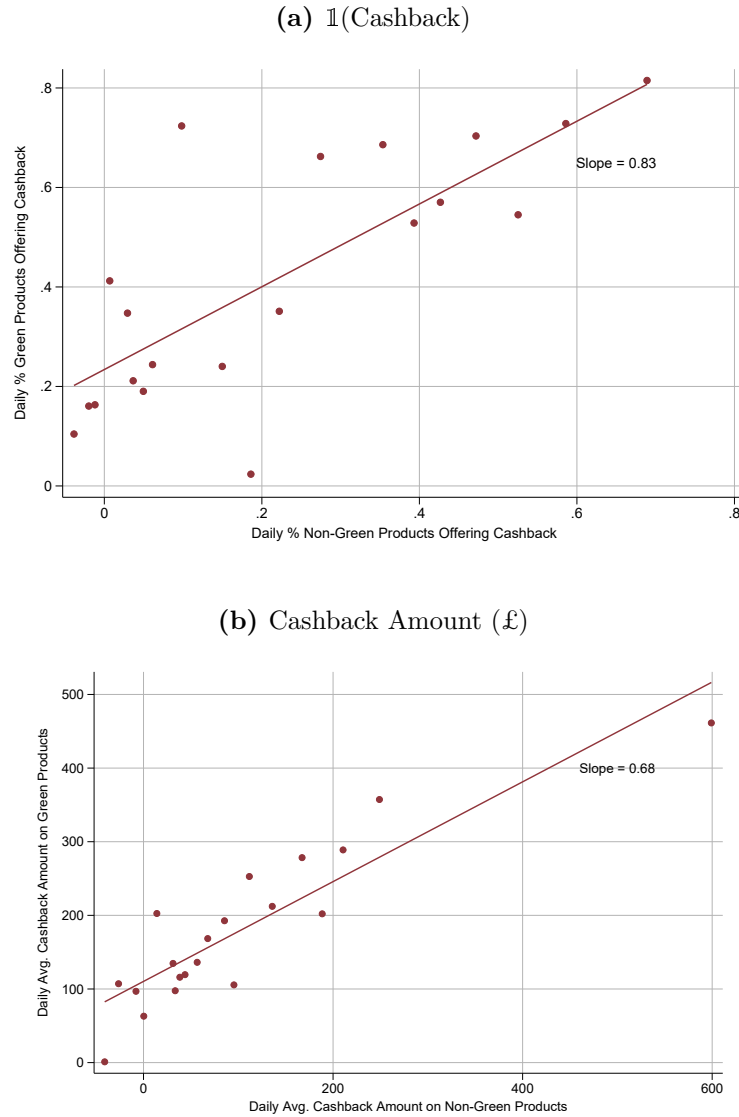 (a) 𝟙(Cashback)
.8
.6
.4
.2
0
Daily % Green Products Offering Cashback
Slope = 0.83
0
.2
.4
.6
.8
Daily % Non-Green Products Offering Cashback
(b) Cashback Amount (£)
500
400
300
200
100
0
Daily Avg. Cashback Amount on Green Products
Slope = 0.68
0
200
400
600
Daily Avg. Cashback Amount on Non-Green Products